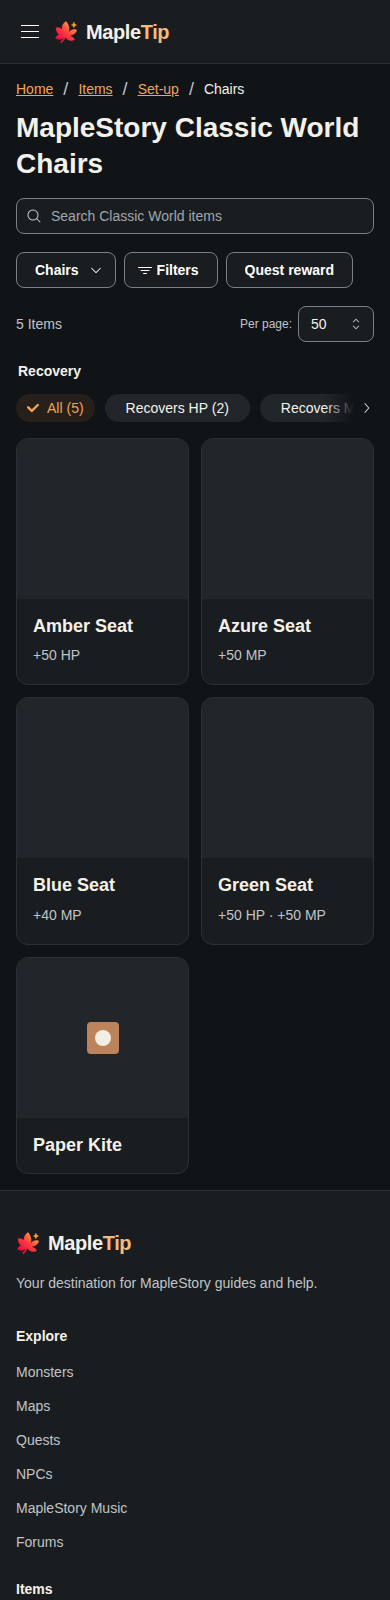 MapleTip
Home / Items / Set-up / Chairs
MapleStory Classic World
Chairs
Search Classic World items
Chairs Filters Quest reward
5 Items Per page: 50
Recovery
All (5) Recovers HP (2) Recovers
Amber Seat
+50 HP
Azure Seat
+50 MP
Blue Seat
+40 MP
Green Seat
+50 HP · +50 MP
Paper Kite
MapleTip
Your destination for MapleStory guides and help.
Explore
Monsters
Maps
Quests
NPCs
MapleStory Music
Forums
Items